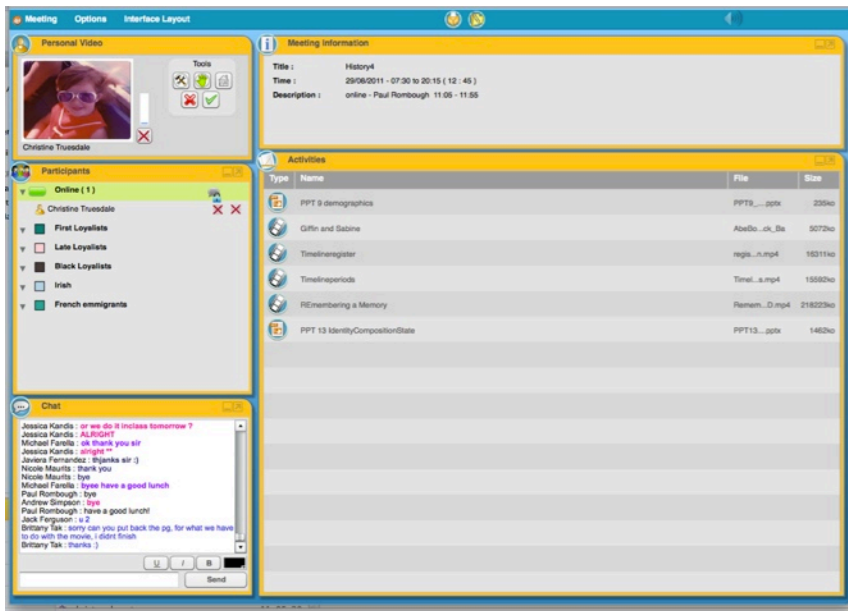 Meeting Options Interface Layout
Personal Video
Tools
Christine Truesdale
Participants
Online ( 1 )
Christine Truesdale
First Loyalists
Late Loyalists
Black Loyalists
Irish
French emmigrants
Chat
Jessica Kandis : or we do it inclass tomorrow ?
Jessica Kandis : ALRIGHT
Michael Farella : ok thank you sir
Jessica Kandis : alright **
Javiera Fernandez : thjanks sir :)
Nicole Maurits : thank you
Nicole Maurits : bye
Michael Farella : byee have a good lunch
Paul Rombough : bye
Andrew Simpson : bye
Paul Rombough : have a good lunch!
Jack Ferguson : u 2
Brittany Tak : sorry can you put back the pg, for what we have
to do with the movie, i didnt finish
Brittany Tak : thanks :)
U I B
Send
Meeting Information
Title : History4
Time : 29/06/2011 - 07:30 to 20:15 ( 12 : 45 )
Description : online - Paul Rombough 11:05 - 11:55
Activities
Type Name File Size
PPT 9 demographics PPT9_....pptx 235ko
Giffin and Sabine AbeBo...ck_Ba 5072ko
Timelineregister regis...n.mp4 16311ko
Timelineperiods Timel...s.mp4 15592ko
REmembering a Memory Remem...D.mp4 218223ko
PPT 13 IdentityCompositionState PPT13....pptx 1462ko